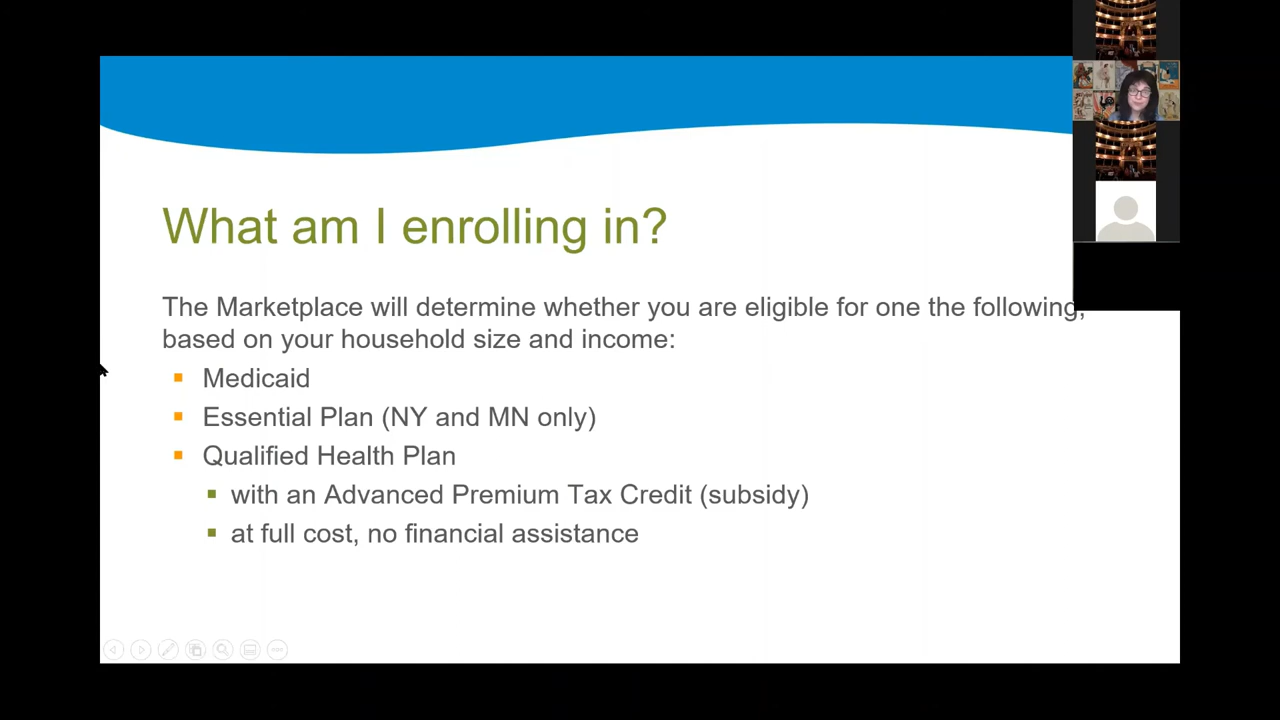 What am I enrolling in?
The Marketplace will determine whether you are eligible for one the following,
based on your household size and income:
Medicaid
Essential Plan (NY and MN only)
Qualified Health Plan
with an Advanced Premium Tax Credit (subsidy)
at full cost, no financial assistance